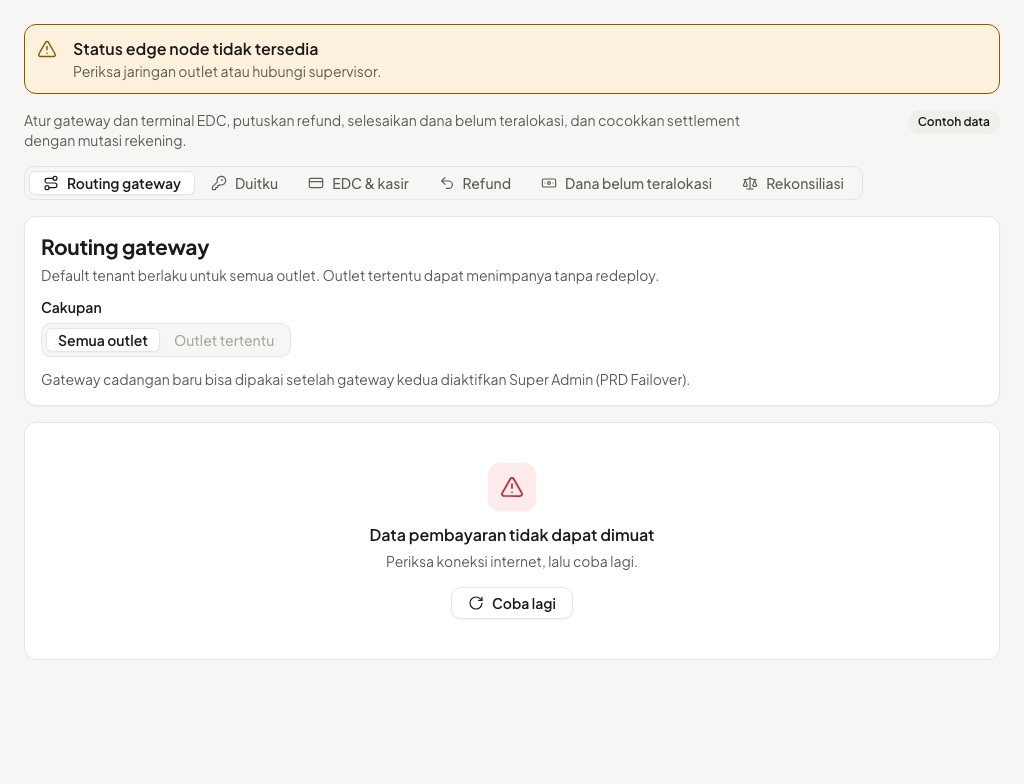 Status edge node tidak tersedia
Periksa jaringan outlet atau hubungi supervisor.
Atur gateway dan terminal EDC, putuskan refund, selesaikan dana belum teralokasi, dan cocokkan settlement
dengan mutasi rekening.
Contoh data
Routing gateway
Duitku
EDC & kasir
Refund
Dana belum teralokasi
Rekonsiliasi
Routing gateway
Default tenant berlaku untuk semua outlet. Outlet tertentu dapat menimpanya tanpa redeploy.
Cakupan
Semua outlet
Outlet tertentu
Gateway cadangan baru bisa dipakai setelah gateway kedua diaktifkan Super Admin (PRD Failover).
Data pembayaran tidak dapat dimuat
Periksa koneksi internet, lalu coba lagi.
Coba lagi